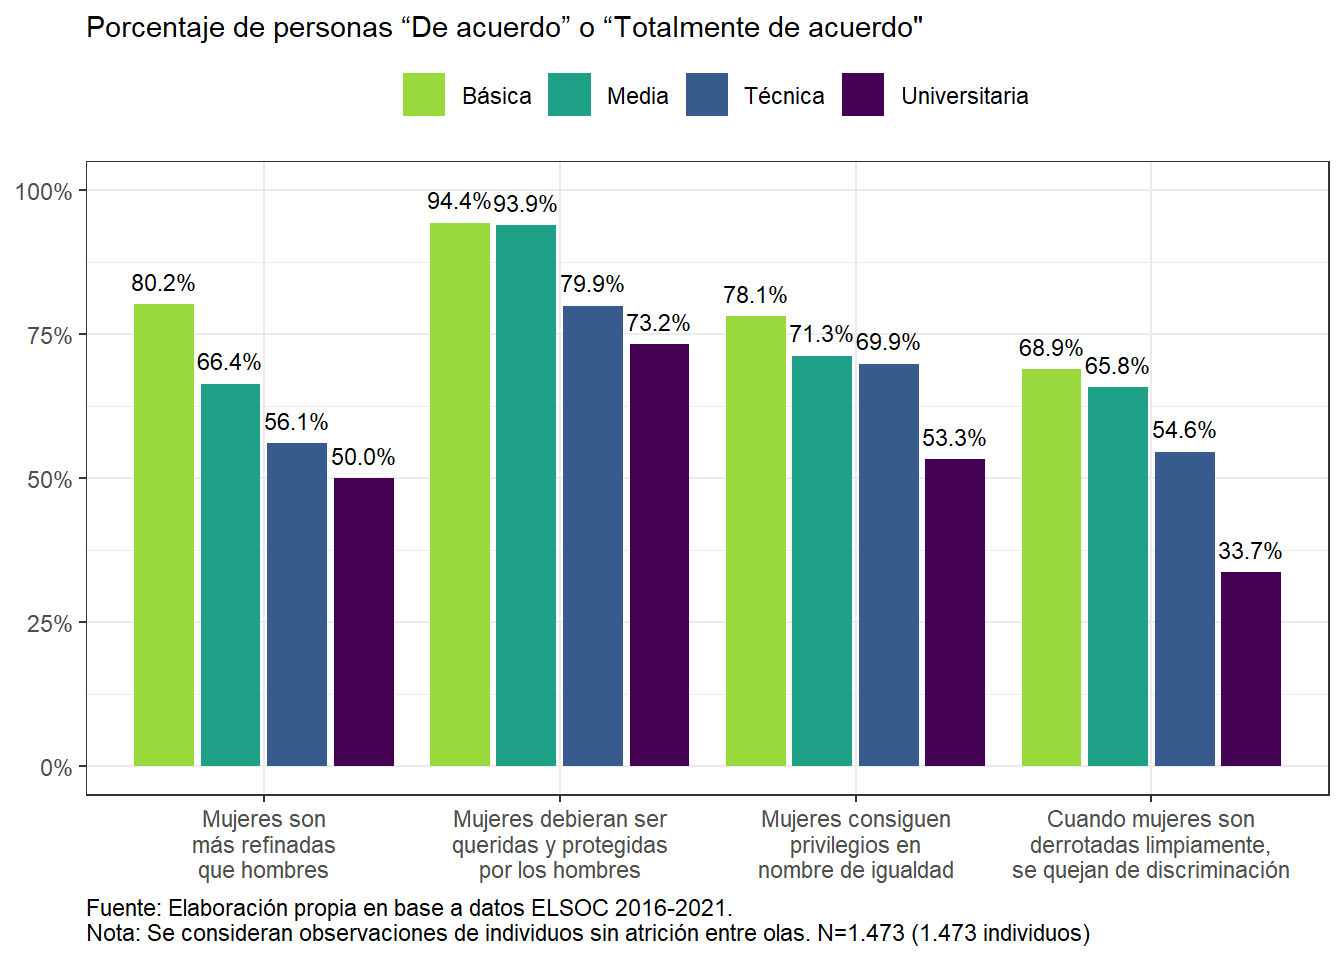 Porcentaje de personas “De acuerdo” o “Totalmente de acuerdo"
Básica Media Técnica Universitaria
100%
75%
50%
25%
0%
80.2% 66.4% 56.1% 50.0%
94.4% 93.9% 79.9% 73.2%
78.1% 71.3% 69.9% 53.3%
68.9% 65.8% 54.6% 33.7%
Mujeres son
más refinadas
que hombres
Mujeres debieran ser
queridas y protegidas
por los hombres
Mujeres consiguen
privilegios en
nombre de igualdad
Cuando mujeres son
derrotadas limpiamente,
se quejan de discriminación
Fuente: Elaboración propia en base a datos ELSOC 2016-2021.
Nota: Se consideran observaciones de individuos sin atrición entre olas. N=1.473 (1.473 individuos)